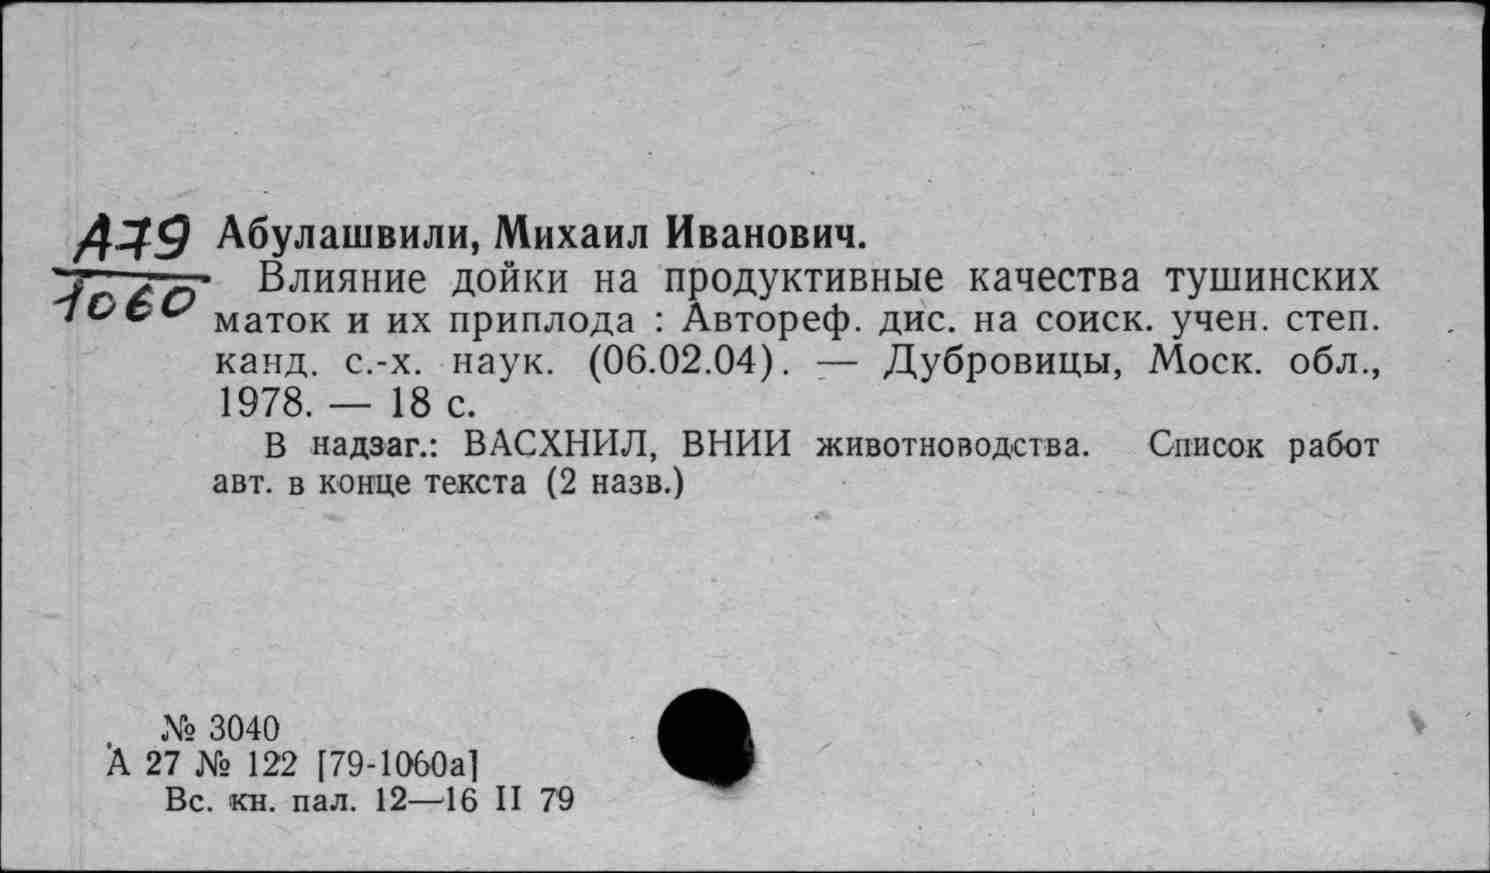 А79 Абулашвили, Михаил Иванович.
1060 Влияние дойки на продуктивные качества тушинских
маток и их приплода : Автореф. дис. на соиск. учен. степ.
канд. с.-х. наук. (06.02.04). — Дубровицы, Моск. обл.,
1978. — 18 с.
В надзаг.: ВАСХНИЛ, ВНИИ животноводства. Список работ
авт. в конце текста (2 назв.)
№ 3040
А 27 № 122 [79-1060а]
Вс. кн. пал. 12—16 II 79